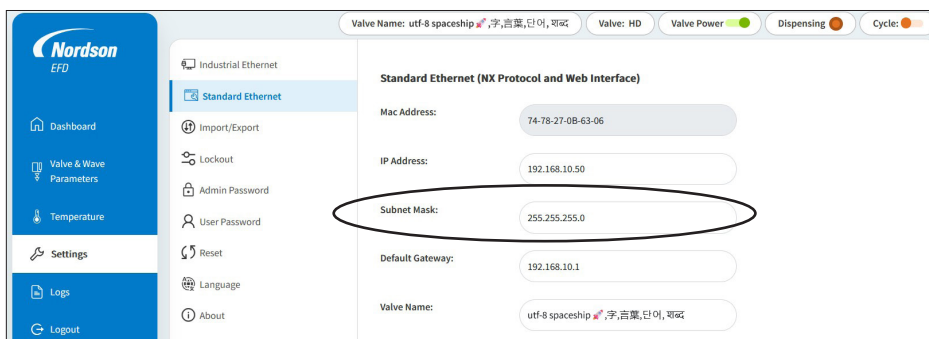 Valve Name: utf-8 spaceship 🚀,字,言葉,단어, शब्द
Valve: HD
Valve Power
Dispensing
Cycle:
Nordson
EFD
Dashboard
Valve & Wave
Parameters
Temperature
Settings
Logs
Logout
Industrial Ethernet
Standard Ethernet
Import/Export
Lockout
Admin Password
User Password
Reset
Language
About
Standard Ethernet (NX Protocol and Web Interface)
Mac Address:
74-78-27-0B-63-06
IP Address:
192.168.10.50
Subnet Mask:
255.255.255.0
Default Gateway:
192.168.10.1
Valve Name:
utf-8 spaceship 🚀,字,言葉,단어, शब्द